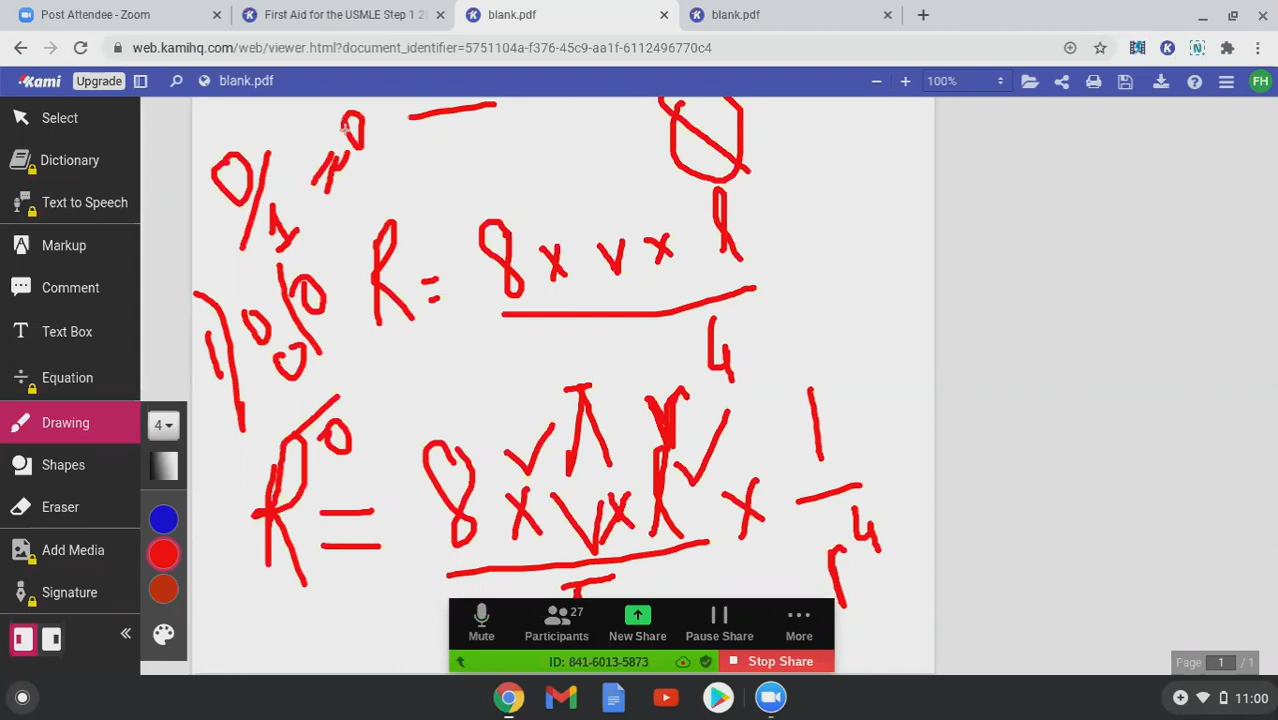 Post Attendee - Zoom
First Aid for the USMLE Step 1 2
blank.pdf
blank.pdf
web.kamihq.com/web/viewer.html?document_identifier=5751104a-f376-45c9-aa1f-6112496770c4
Kami
Upgrade
blank.pdf
100%
FH
Select
Dictionary
Text to Speech
Markup
Comment
Text Box
Equation
Drawing
4
Shapes
Eraser
Add Media
Signature
R = 8 x v x l
4
R = 8 x v x l x 1
r4
Mute
Participants
27
New Share
Pause Share
More
ID: 841-6013-5873
Stop Share
Page 1 / 1
11:00